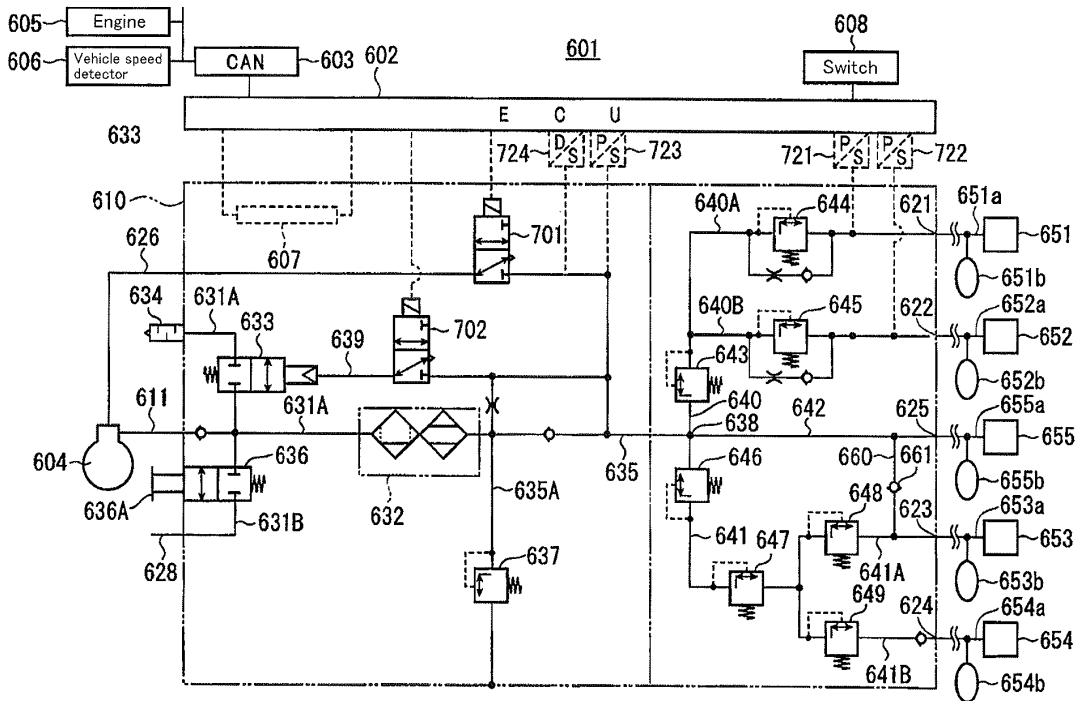 605
Engine
606
Vehicle speed
detector
CAN
603
602
601
608
Switch
E C U
633
724
D
S
P
S
723
721
P
S
P
S
722
610
607
701
626
634
631A
633
702
639
640A
644
621
651a
651
651b
640B
645
622
652a
652
652b
643
640
638
642
625
655a
655
655b
611
631A
631A
604
636
636A
631B
628
632
635A
635
637
646
660
661
641
647
648
641A
623
653a
653
653b
649
641B
624
654a
654
654b